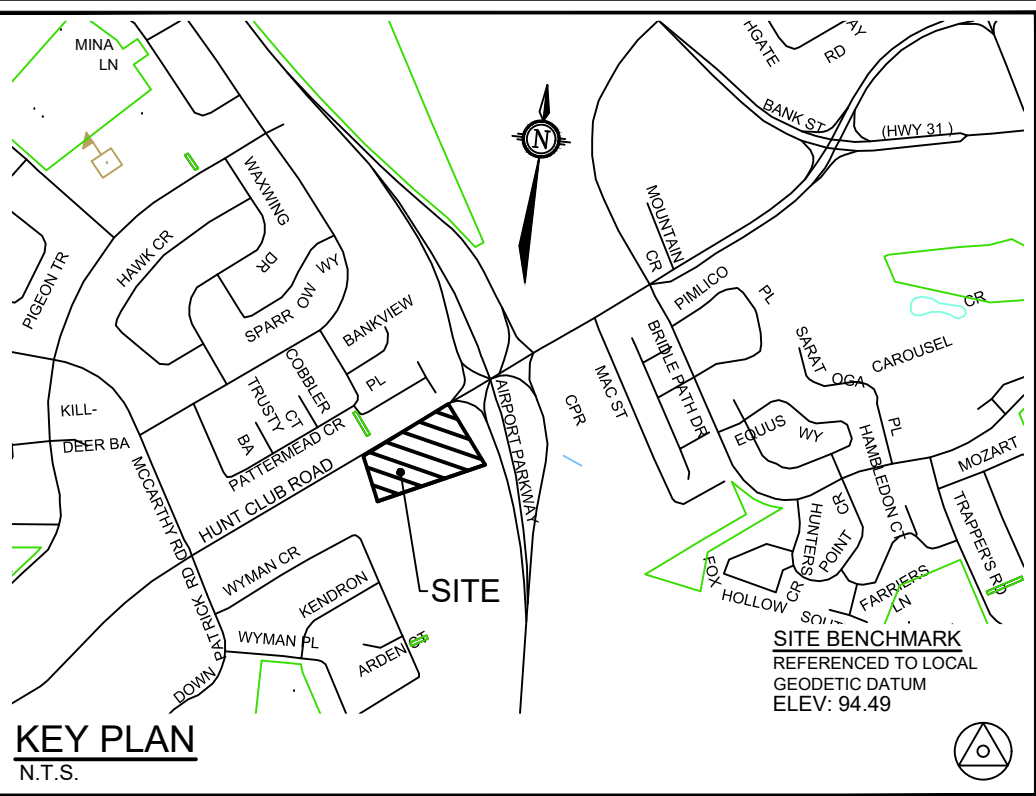 MINA
LN
HGATE
AY
RD
BANK ST
(HWY 31 )
N
WAXWING
DR
HAWK CR
PIGEON TR
SPARR OW WY
MOUNTAIN
CR
PIMLICO
PL
CR
BANKVIEW
PL
COBBLER
CT
TRUSTY
BA
PATTERMEAD CR
BRIDLE PATH DR
MAC ST
CPR
SARAT OGA
PL
CAROUSEL
KILL-
DEER BA
MCCARTHY RD
HUNT CLUB ROAD
AIRPORT PARKWAY
EQUUS WY
HAMBLEDON CT
MOZART
TRAPPER'S RD
HUNTERS
POINT
CR
WYMAN CR
KENDRON
WYMAN PL
ARDEN CT
DOWN PATRICK RD
SITE
FOX
HOLLOW
CR
FARRIERS
LN
SOUT
SITE BENCHMARK
REFERENCED TO LOCAL
GEODETIC DATUM
ELEV: 94.49
KEY PLAN
N.T.S.